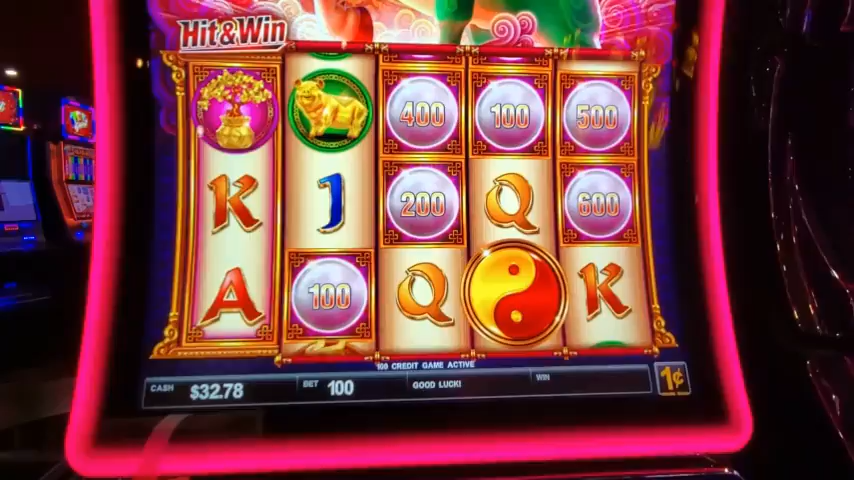 Hit&Win
400 100 500
K J 200 Q 600
A 100 Q K
100 CREDIT GAME ACTIVE
CASH $32.78 BET 100 GOOD LUCK! WIN 1¢